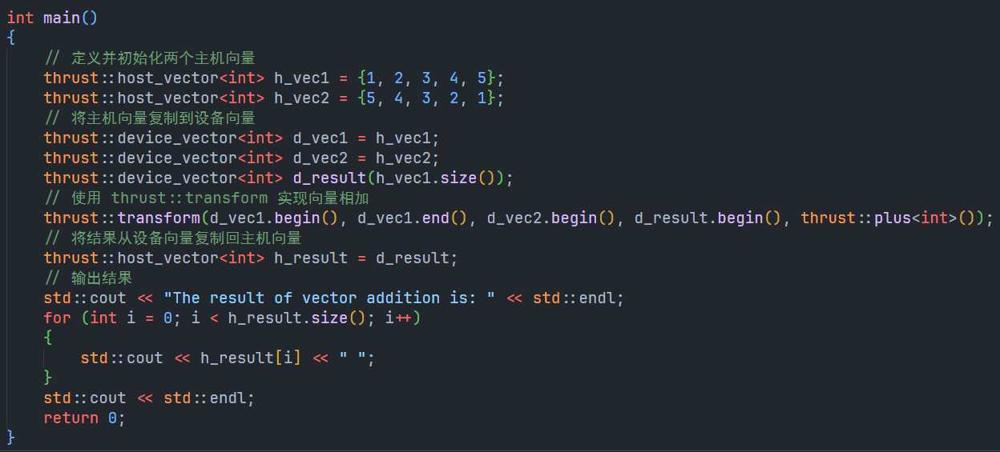 int main()
{
    // 定义并初始化两个主机向量
    thrust::host_vector<int> h_vec1 = {1, 2, 3, 4, 5};
    thrust::host_vector<int> h_vec2 = {5, 4, 3, 2, 1};
    // 将主机向量复制到设备向量
    thrust::device_vector<int> d_vec1 = h_vec1;
    thrust::device_vector<int> d_vec2 = h_vec2;
    thrust::device_vector<int> d_result(h_vec1.size());
    // 使用 thrust::transform 实现向量相加
    thrust::transform(d_vec1.begin(), d_vec1.end(), d_vec2.begin(), d_result.begin(), thrust::plus<int>());
    // 将结果从设备向量复制回主机向量
    thrust::host_vector<int> h_result = d_result;
    // 输出结果
    std::cout << "The result of vector addition is: " << std::endl;
    for (int i = 0; i < h_result.size(); i++)
    {
        std::cout << h_result[i] << " ";
    }
    std::cout << std::endl;
    return 0;
}